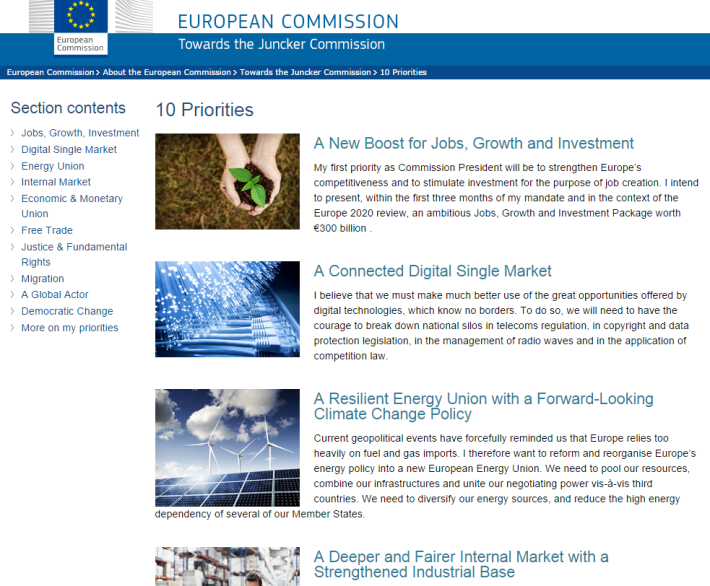 European
Commission
EUROPEAN COMMISSION
Towards the Juncker Commission
European Commission > About the European Commission > Towards the Juncker Commission > 10 Priorities
Section contents
Jobs, Growth, Investment
Digital Single Market
Energy Union
Internal Market
Economic & Monetary
Union
Free Trade
Justice & Fundamental
Rights
Migration
A Global Actor
Democratic Change
More on my priorities
10 Priorities
A New Boost for Jobs, Growth and Investment
My first priority as Commission President will be to strengthen Europe's
competitiveness and to stimulate investment for the purpose of job creation. I intend
to present, within the first three months of my mandate and in the context of the
Europe 2020 review, an ambitious Jobs, Growth and Investment Package worth
€300 billion .
A Connected Digital Single Market
I believe that we must make much better use of the great opportunities offered by
digital technologies, which know no borders. To do so, we will need to have the
courage to break down national silos in telecoms regulation, in copyright and data
protection legislation, in the management of radio waves and in the application of
competition law.
A Resilient Energy Union with a Forward-Looking
Climate Change Policy
Current geopolitical events have forcefully reminded us that Europe relies too
heavily on fuel and gas imports. I therefore want to reform and reorganise Europe's
energy policy into a new European Energy Union. We need to pool our resources,
combine our infrastructures and unite our negotiating power vis-à-vis third
countries. We need to diversify our energy sources, and reduce the high energy
dependency of several of our Member States.
A Deeper and Fairer Internal Market with a
Strengthened Industrial Base